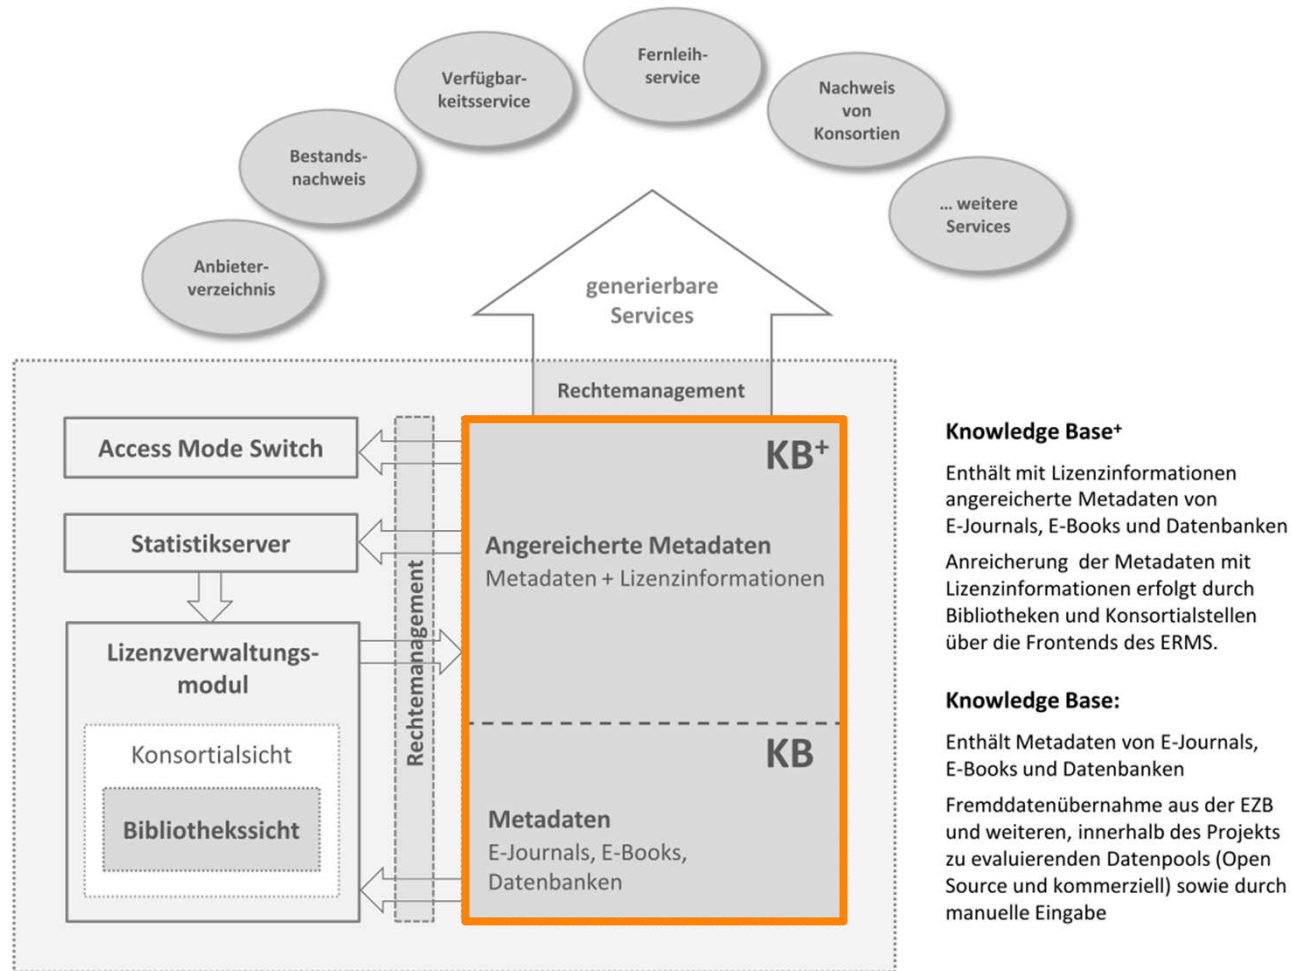 Fernleih-
service
Verfügbar-
keitsservice
Nachweis
von
Konsortien
Bestands-
nachweis
... weitere
Services
Anbieter-
verzeichnis
generierbare
Services
Rechtemanagement
Access Mode Switch
Statistikserver
Lizenzverwaltungs-
modul
Konsortialsicht
Bibliothekssicht
Rechtemanagement
KB+
Angereicherte Metadaten
Metadaten + Lizenzinformationen
KB
Metadaten
E-Journals, E-Books,
Datenbanken
Knowledge Base+
Enthält mit Lizenzinformationen
angereicherte Metadaten von
E-Journals, E-Books und Datenbanken
Anreicherung der Metadaten mit
Lizenzinformationen erfolgt durch
Bibliotheken und Konsortialstellen
über die Frontends des ERMS.
Knowledge Base:
Enthält Metadaten von E-Journals,
E-Books und Datenbanken
Fremddatenübernahme aus der EZB
und weiteren, innerhalb des Projekts
zu evaluierenden Datenpools (Open
Source und kommerziell) sowie durch
manuelle Eingabe